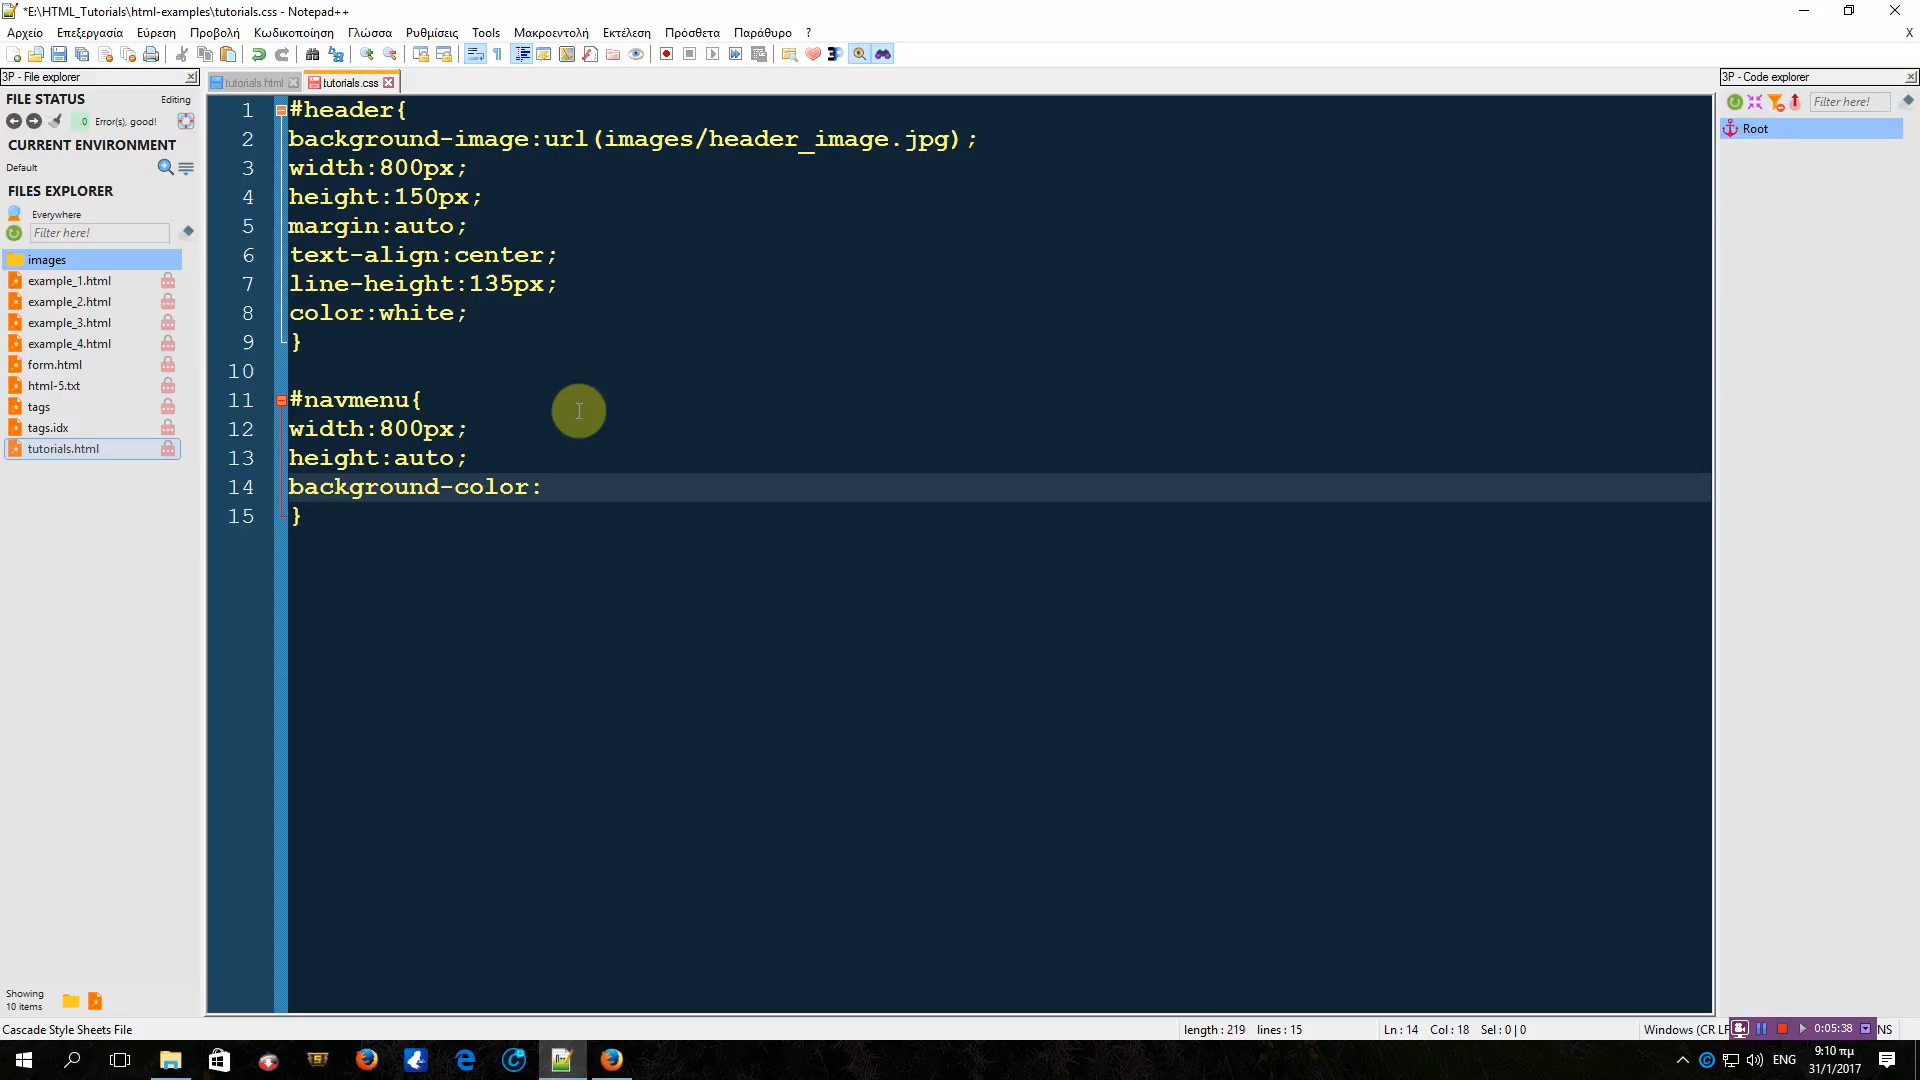 *E:\HTML_Tutorials\html-examples\tutorials.css - Notepad++
Αρχείο Επεξεργασία Εύρεση Προβολή Κωδικοποίηση Γλώσσα Ρυθμίσεις Tools Μακροεντολή Εκτέλεση Πρόσθετα Παράθυρο ? X
3P - File explorer
tutorials.html tutorials.css
3P - Code explorer
FILE STATUS Editing
0 Error(s), good!
CURRENT ENVIRONMENT
Default
FILES EXPLORER
Everywhere
Filter here!
images
example_1.html
example_2.html
example_3.html
example_4.html
form.html
html-5.txt
tags
tags.idx
tutorials.html
Showing
10 items
1 #header{
2 background-image:url(images/header_image.jpg);
3 width:800px;
4 height:150px;
5 margin:auto;
6 text-align:center;
7 line-height:135px;
8 color:white;
9 }
10
11 #navmenu{
12 width:800px;
13 height:auto;
14 background-color:
15 }
Filter here!
Root
Cascade Style Sheets File length : 219 lines : 15 Ln : 14 Col : 18 Sel : 0 | 0 Windows (CR LF 0:05:38 NS
ENG 9:10 πμ
31/1/2017